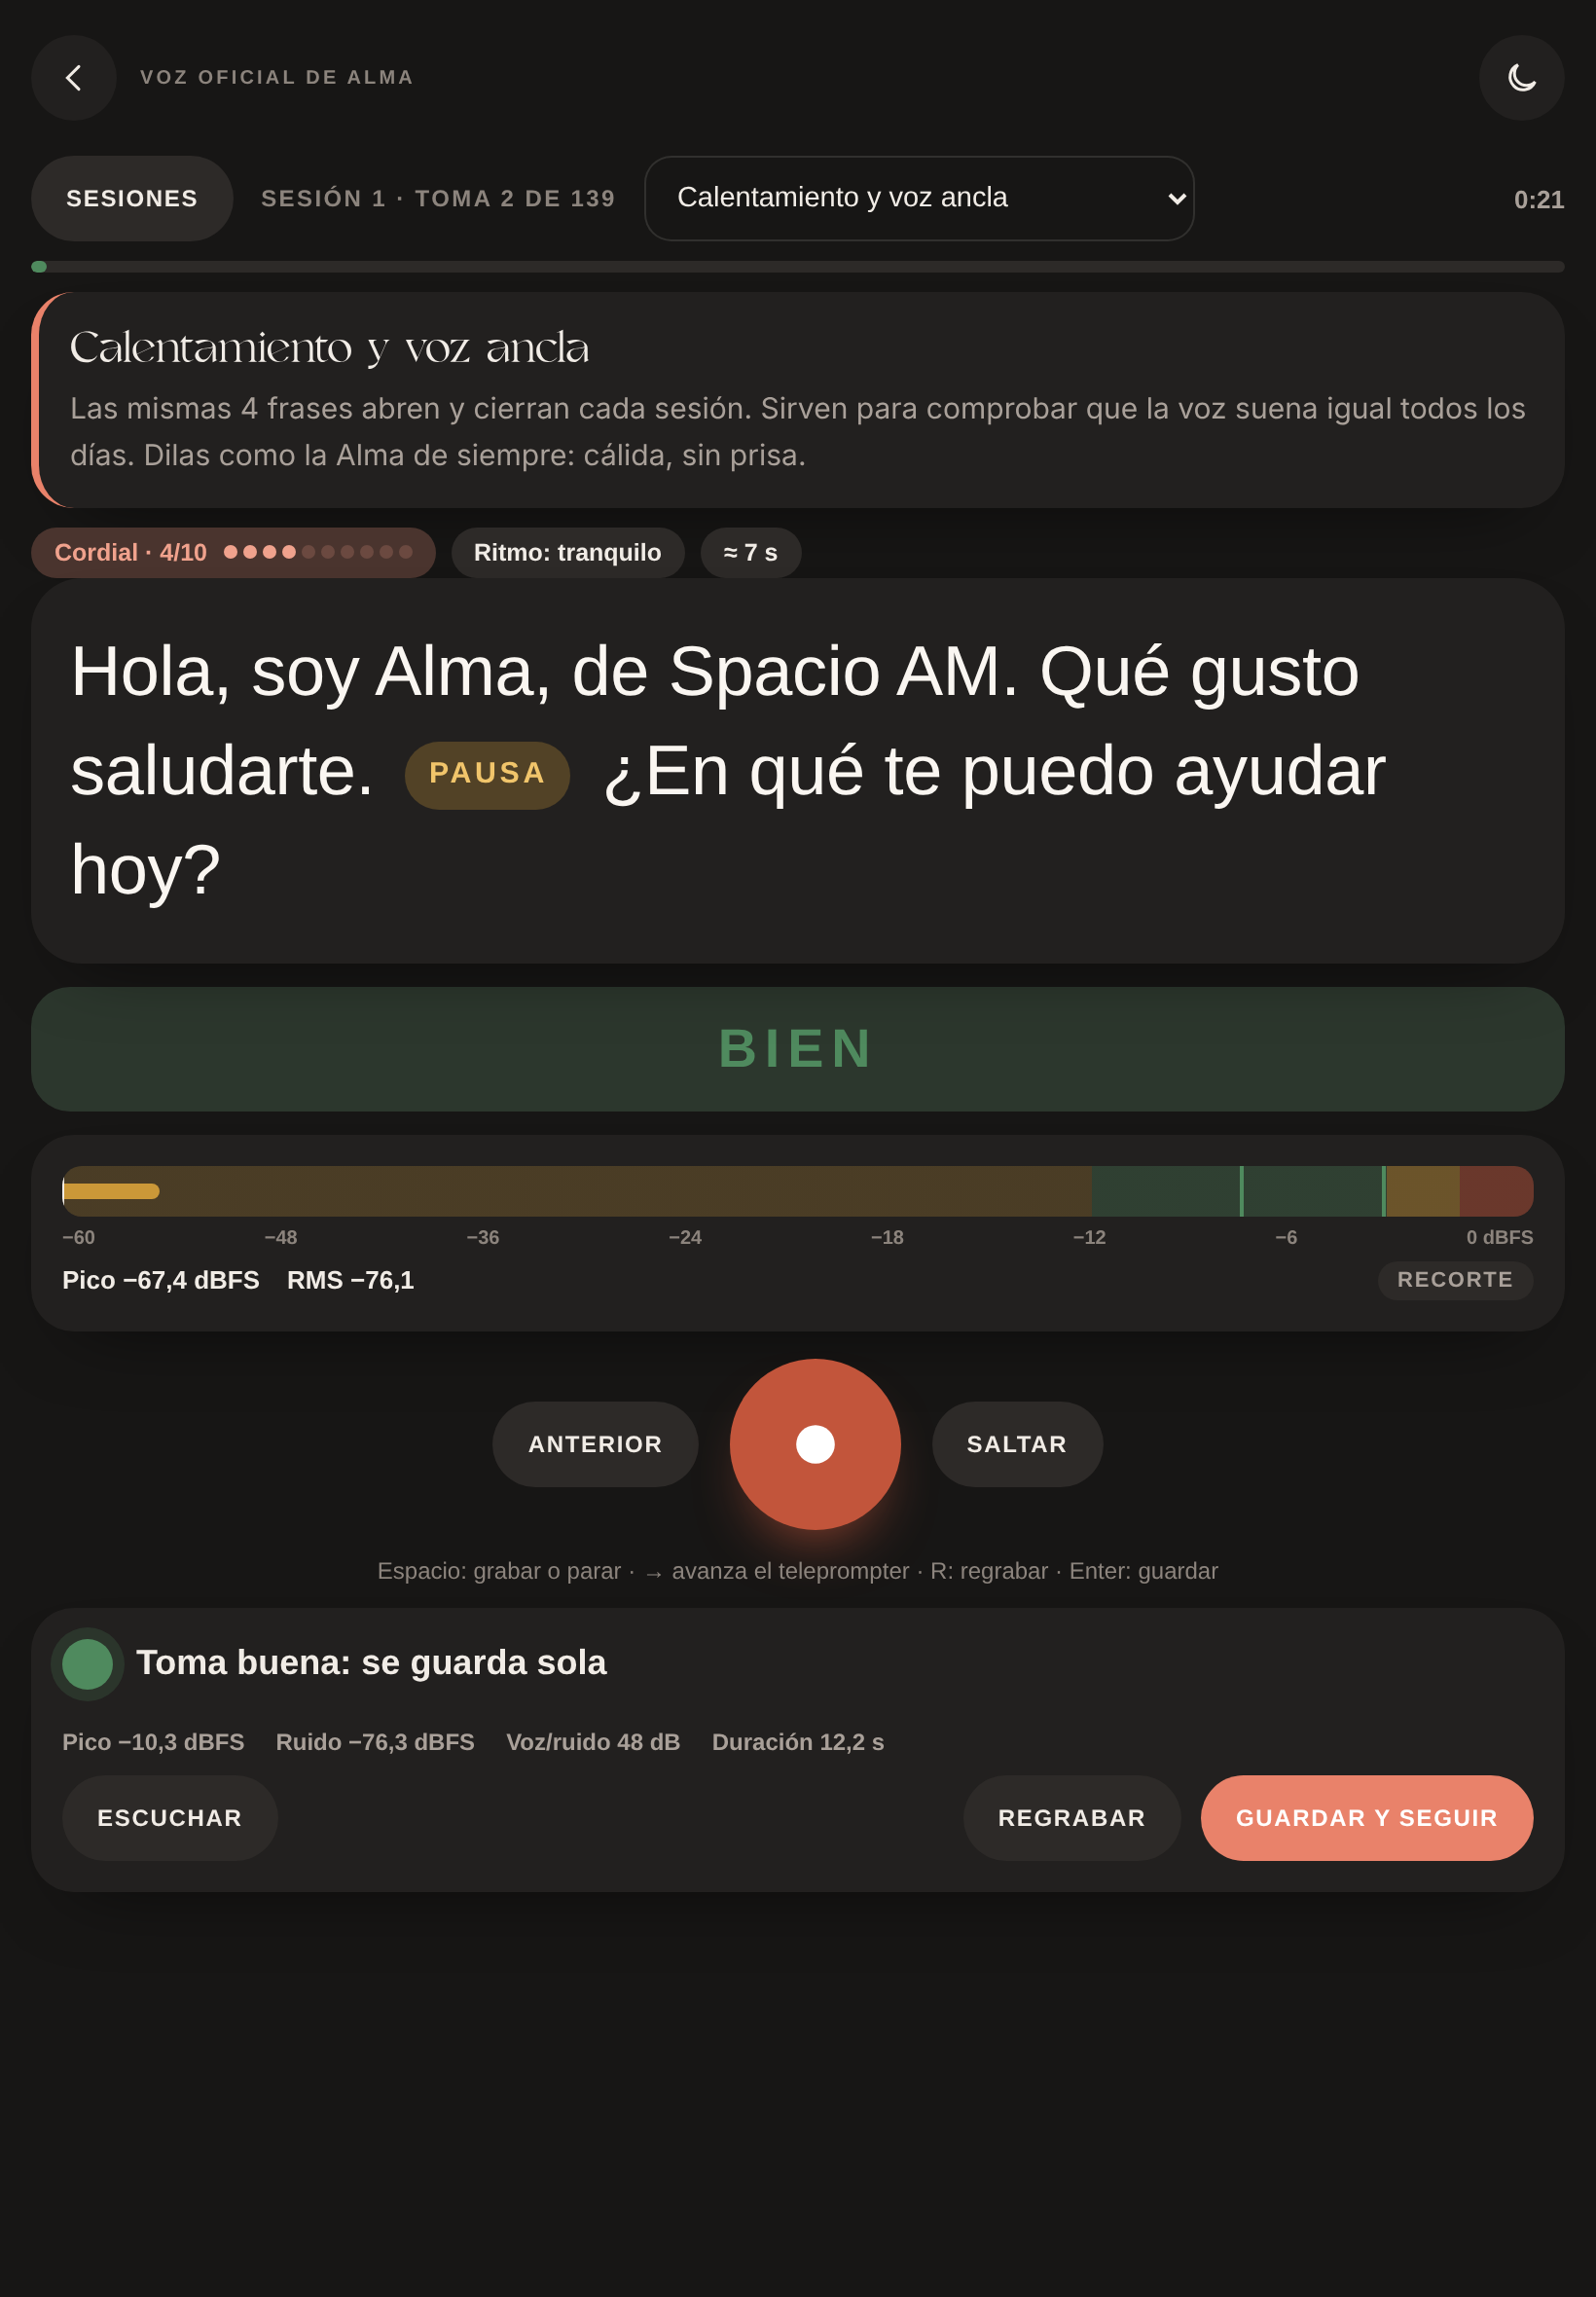 VOZ OFICIAL DE ALMA
SESIONES
SESIÓN 1 · TOMA 2 DE 139
Calentamiento y voz ancla
0:21
Calentamiento y voz ancla
Las mismas 4 frases abren y cierran cada sesión. Sirven para comprobar que la voz suena igual todos los
días. Dilas como la Alma de siempre: cálida, sin prisa.
Cordial · 4/10
Ritmo: tranquilo
≈ 7 s
Hola, soy Alma, de Spacio AM. Qué gusto
saludarte. PAUSA ¿En qué te puedo ayudar
hoy?
BIEN
−60 −48 −36 −24 −18 −12 −6 0 dBFS
Pico −67,4 dBFS RMS −76,1
RECORTE
ANTERIOR
SALTAR
Espacio: grabar o parar · → avanza el teleprompter · R: regrabar · Enter: guardar
Toma buena: se guarda sola
Pico −10,3 dBFS Ruido −76,3 dBFS Voz/ruido 48 dB Duración 12,2 s
ESCUCHAR
REGRABAR
GUARDAR Y SEGUIR